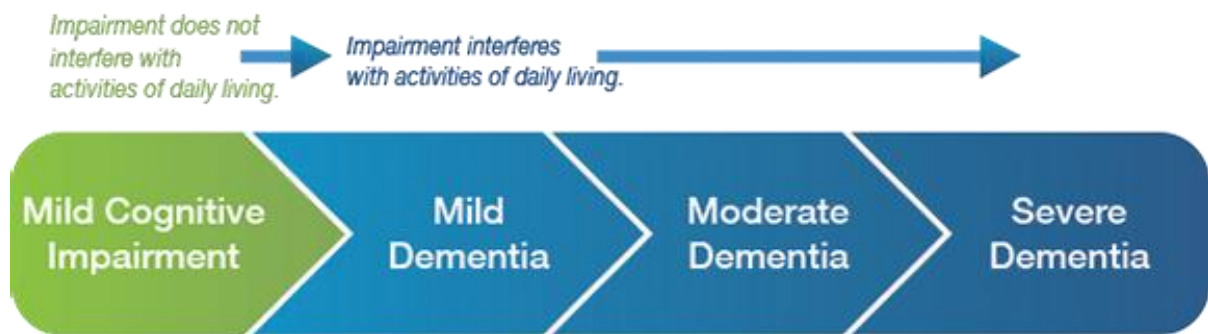 Impairment does not
interfere with
activities of daily living.
Impairment interferes
with activities of daily living.
Mild Cognitive
Impairment
Mild
Dementia
Moderate
Dementia
Severe
Dementia